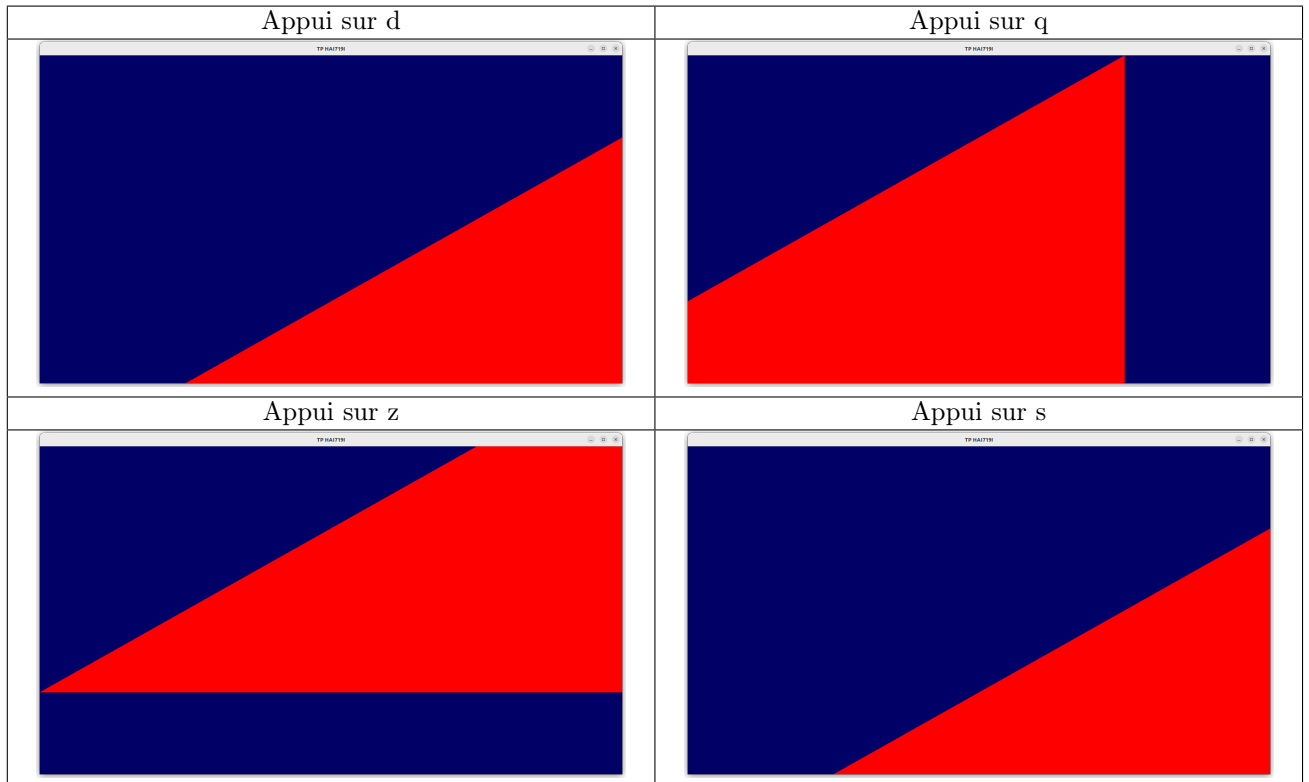 Appui sur d
Appui sur q
TP HAI719I
TP HAI719I
Appui sur z
Appui sur s
TP HAI719I
TP HAI719I